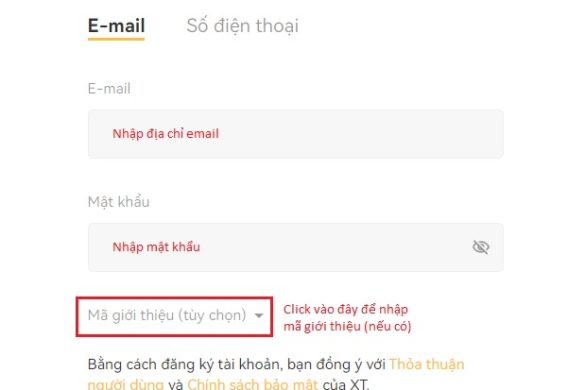 E-mail Số điện thoại
E-mail
Nhập địa chỉ email
Mật khẩu
Nhập mật khẩu
Mã giới thiệu (tùy chọn) Click vào đây để nhập
mã giới thiệu (nếu có)
Bằng cách đăng ký tài khoản, bạn đồng ý với Thỏa thuận
người dùng và Chính sách bảo mật của XT.